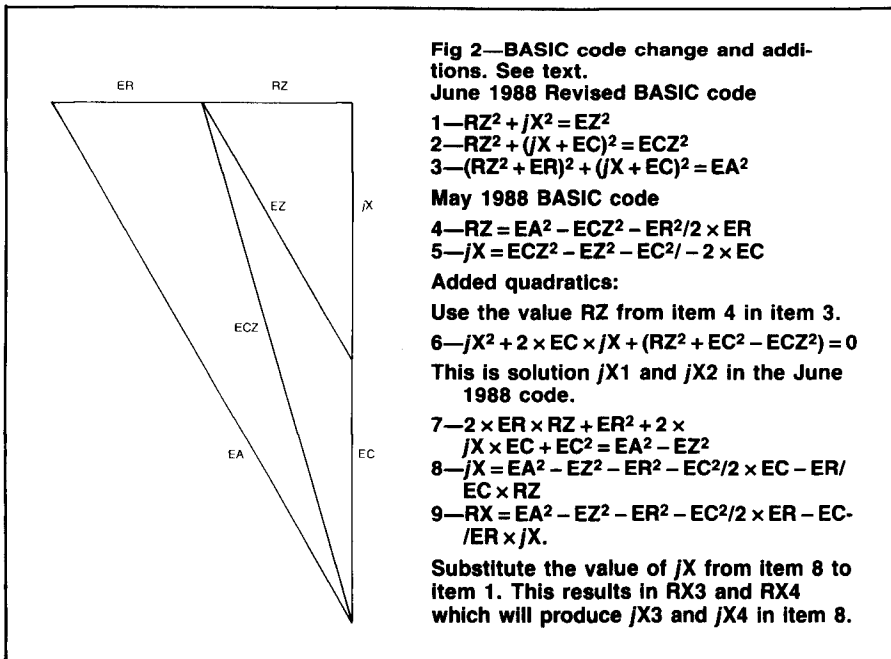 ER
RZ
EZ
jX
ECZ
EA
EC
Fig 2—BASIC code change and addi-
tions. See text.
June 1988 Revised BASIC code
1—RZ² + jX² = EZ²
2—RZ² + (jX + EC)² = ECZ²
3—(RZ² + ER)² + (jX + EC)² = EA²
May 1988 BASIC code
4—RZ = EA² − ECZ² − ER²/2 × ER
5—jX = ECZ² − EZ² − EC²/ − 2 × EC
Added quadratics:
Use the value RZ from item 4 in item 3.
6—jX² + 2 × EC × jX + (RZ² + EC² − ECZ²) = 0
This is solution jX1 and jX2 in the June
1988 code.
7—2 × ER × RZ + ER² + 2 ×
jX × EC + EC² = EA² − EZ²
8—jX = EA² − EZ² − ER² − EC²/2 × EC − ER/
EC × RZ
9—RX = EA² − EZ² − ER² − EC²/2 × ER − EC-
/ER × jX.
Substitute the value of jX from item 8 to
item 1. This results in RX3 and RX4
which will produce jX3 and jX4 in item 8.